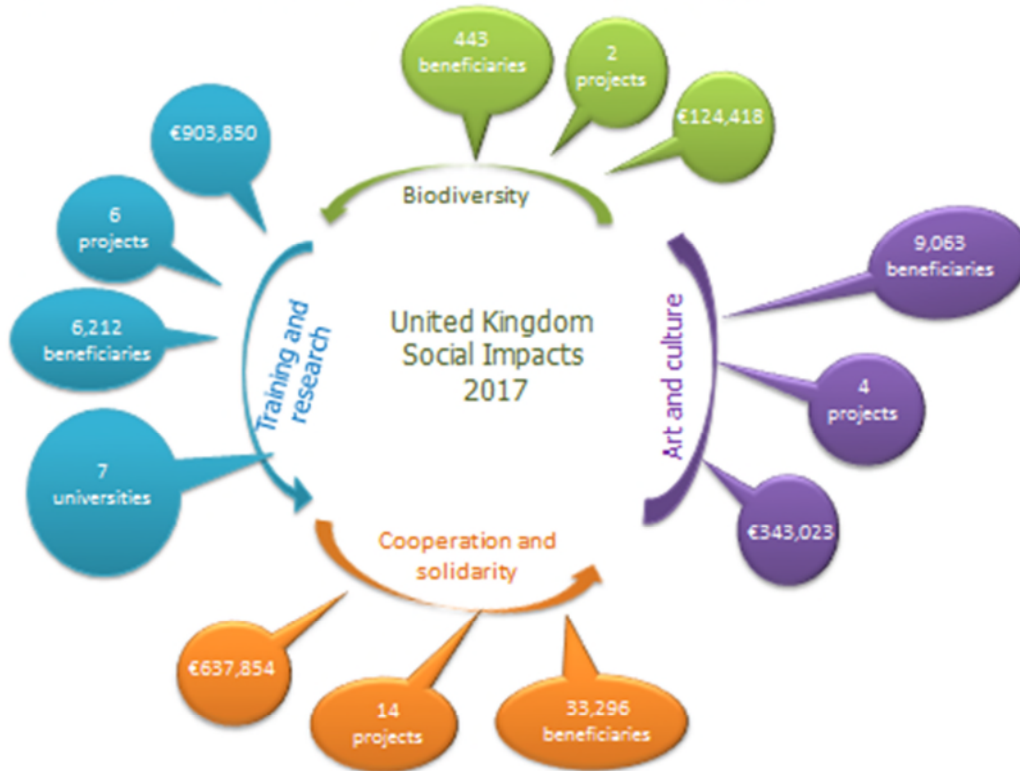 United Kingdom
Social Impacts
2017
Biodiversity
443
beneficiaries
2
projects
€124,418
Art and culture
9,063
beneficiaries
4
projects
€343,023
Cooperation and
solidarity
33,296
beneficiaries
14
projects
€637,854
Training and
research
7
universities
6,212
beneficiaries
6
projects
€903,850